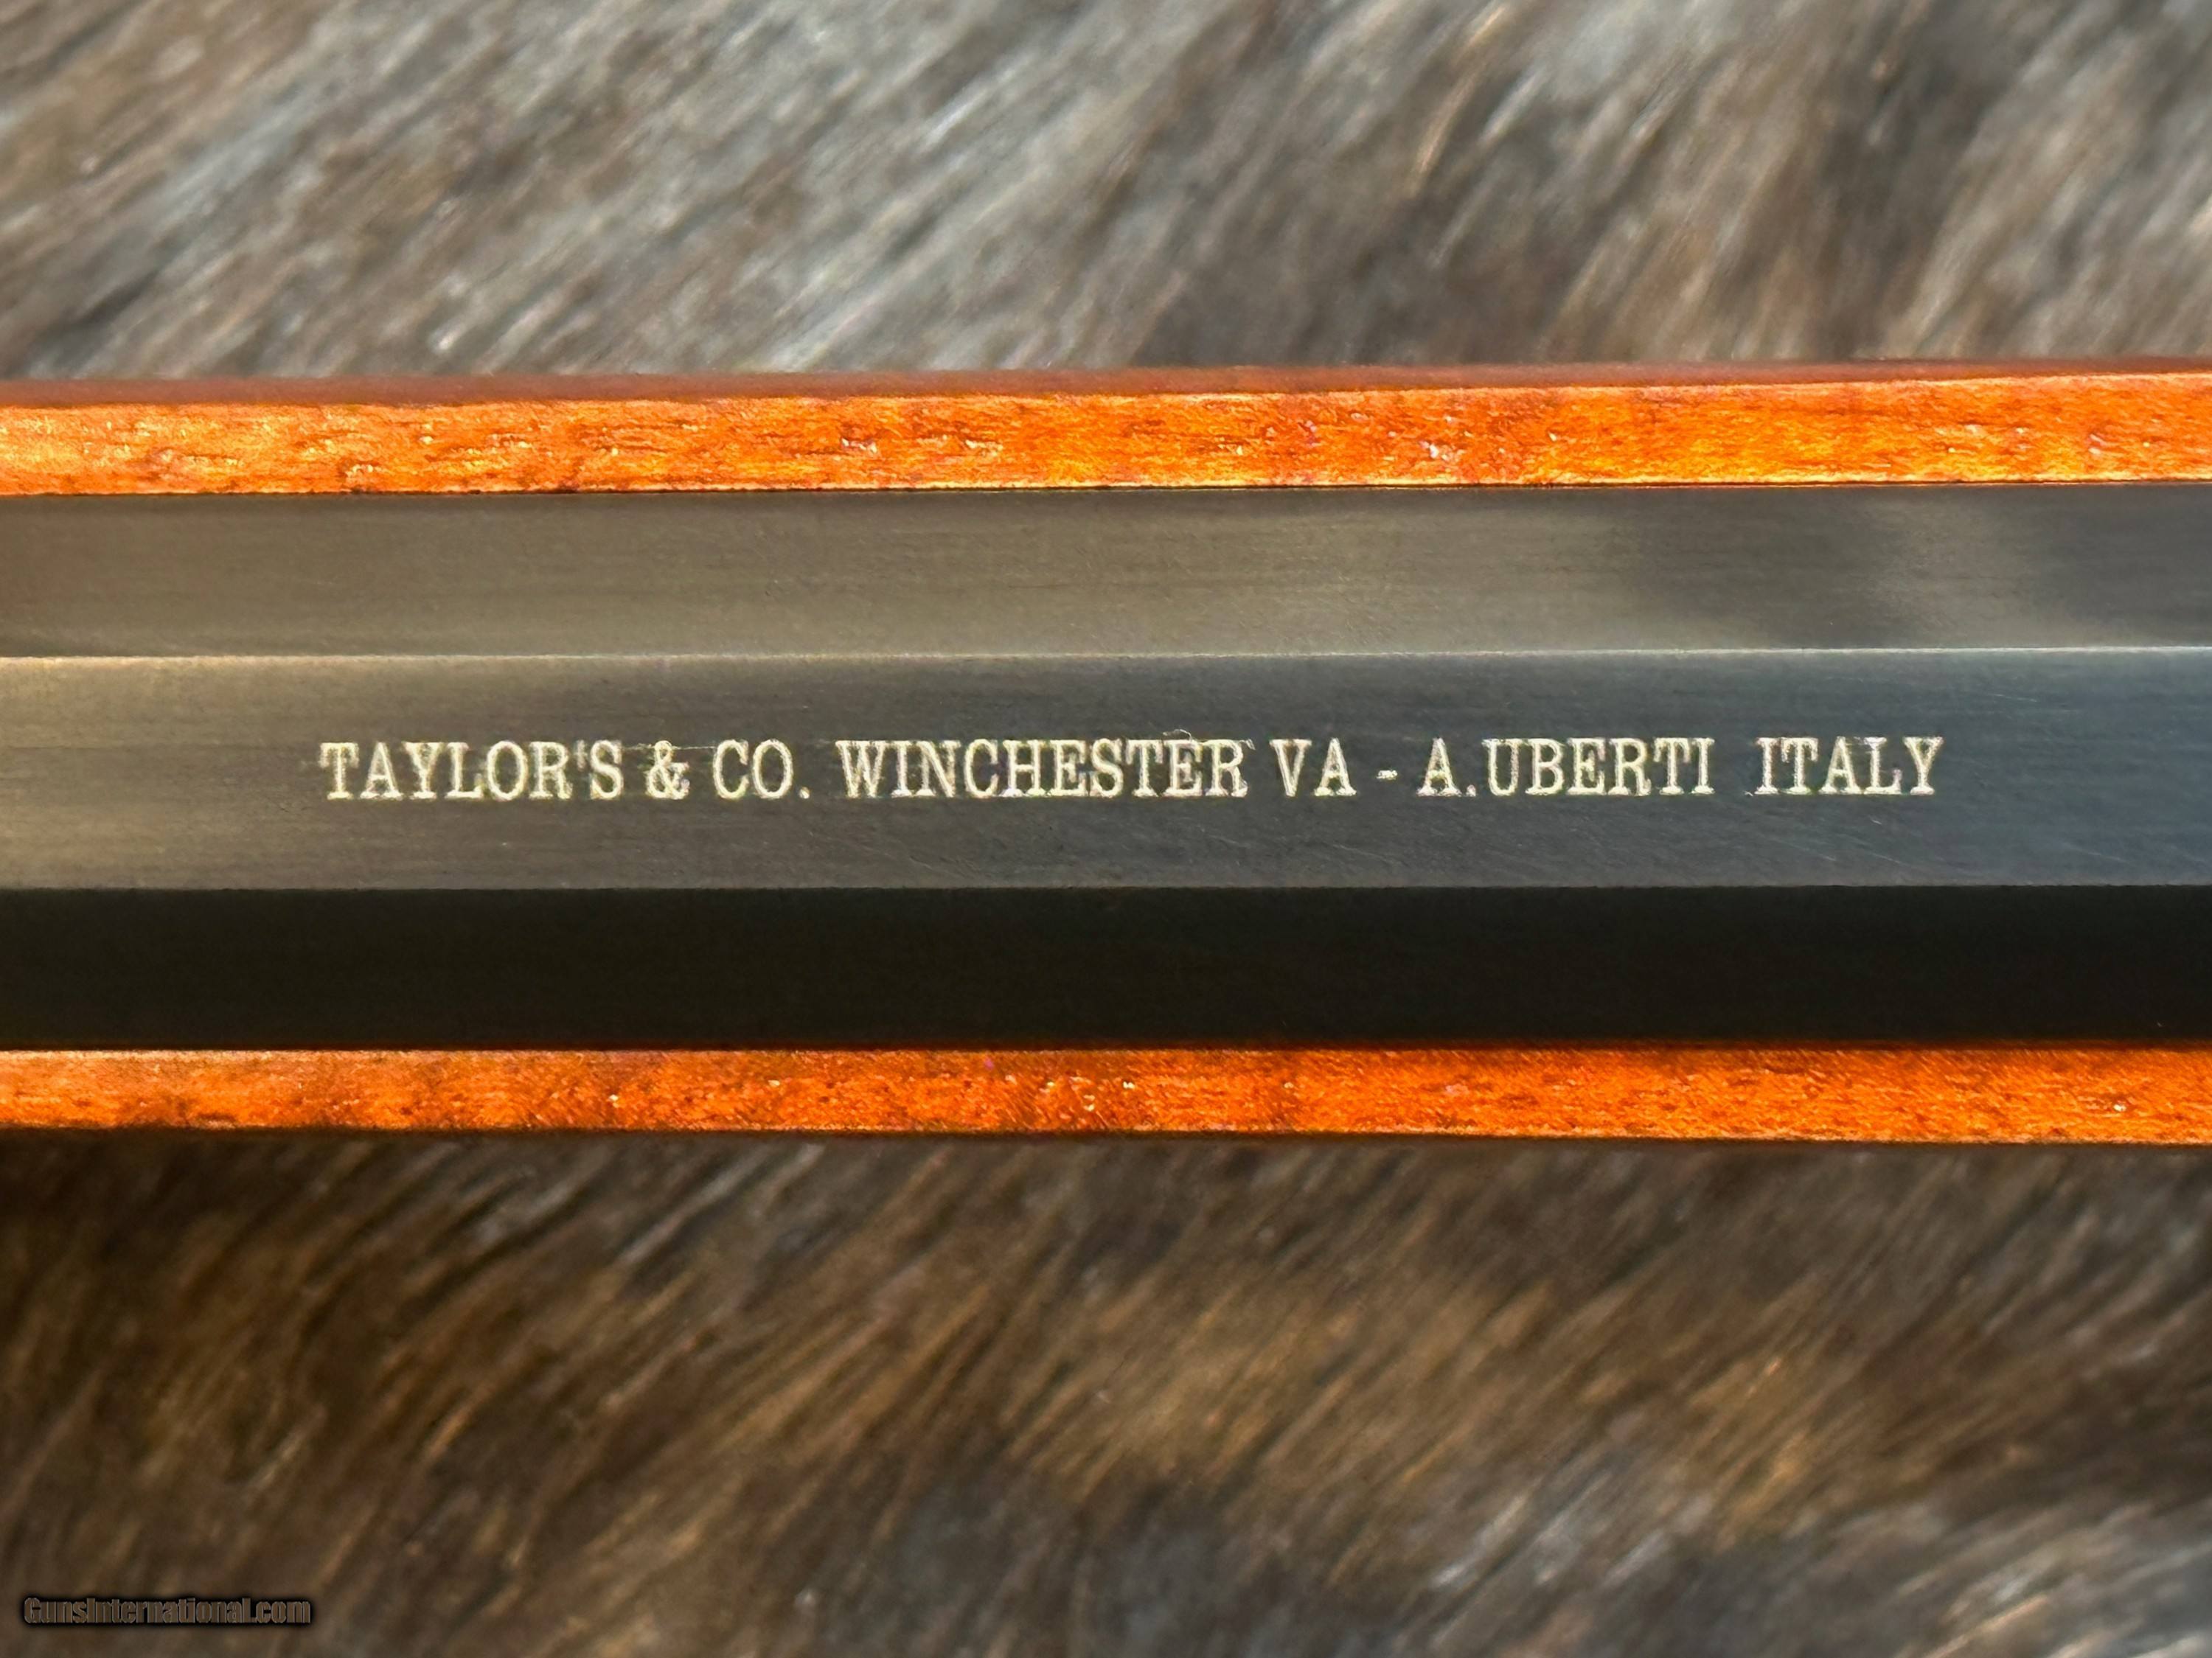 TAYLOR'S & CO. WINCHESTER VA - A.UBERTI ITALY
GunsInternational.com